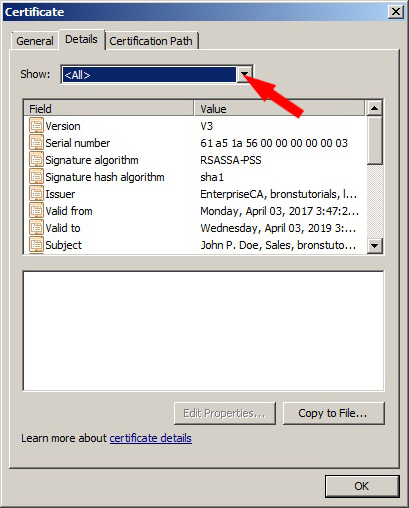 Certificate
General Details Certification Path
Show: <All>
Field Value
Version V3
Serial number 61 a5 1a 56 00 00 00 00 00 03
Signature algorithm RSASSA-PSS
Signature hash algorithm sha1
Issuer EnterpriseCA, bronstutorials, l...
Valid from Monday, April 03, 2017 3:47:2...
Valid to Wednesday, April 03, 2019 3:...
Subject John P. Doe, Sales, bronstuto...
Edit Properties... Copy to File...
Learn more about certificate details
OK